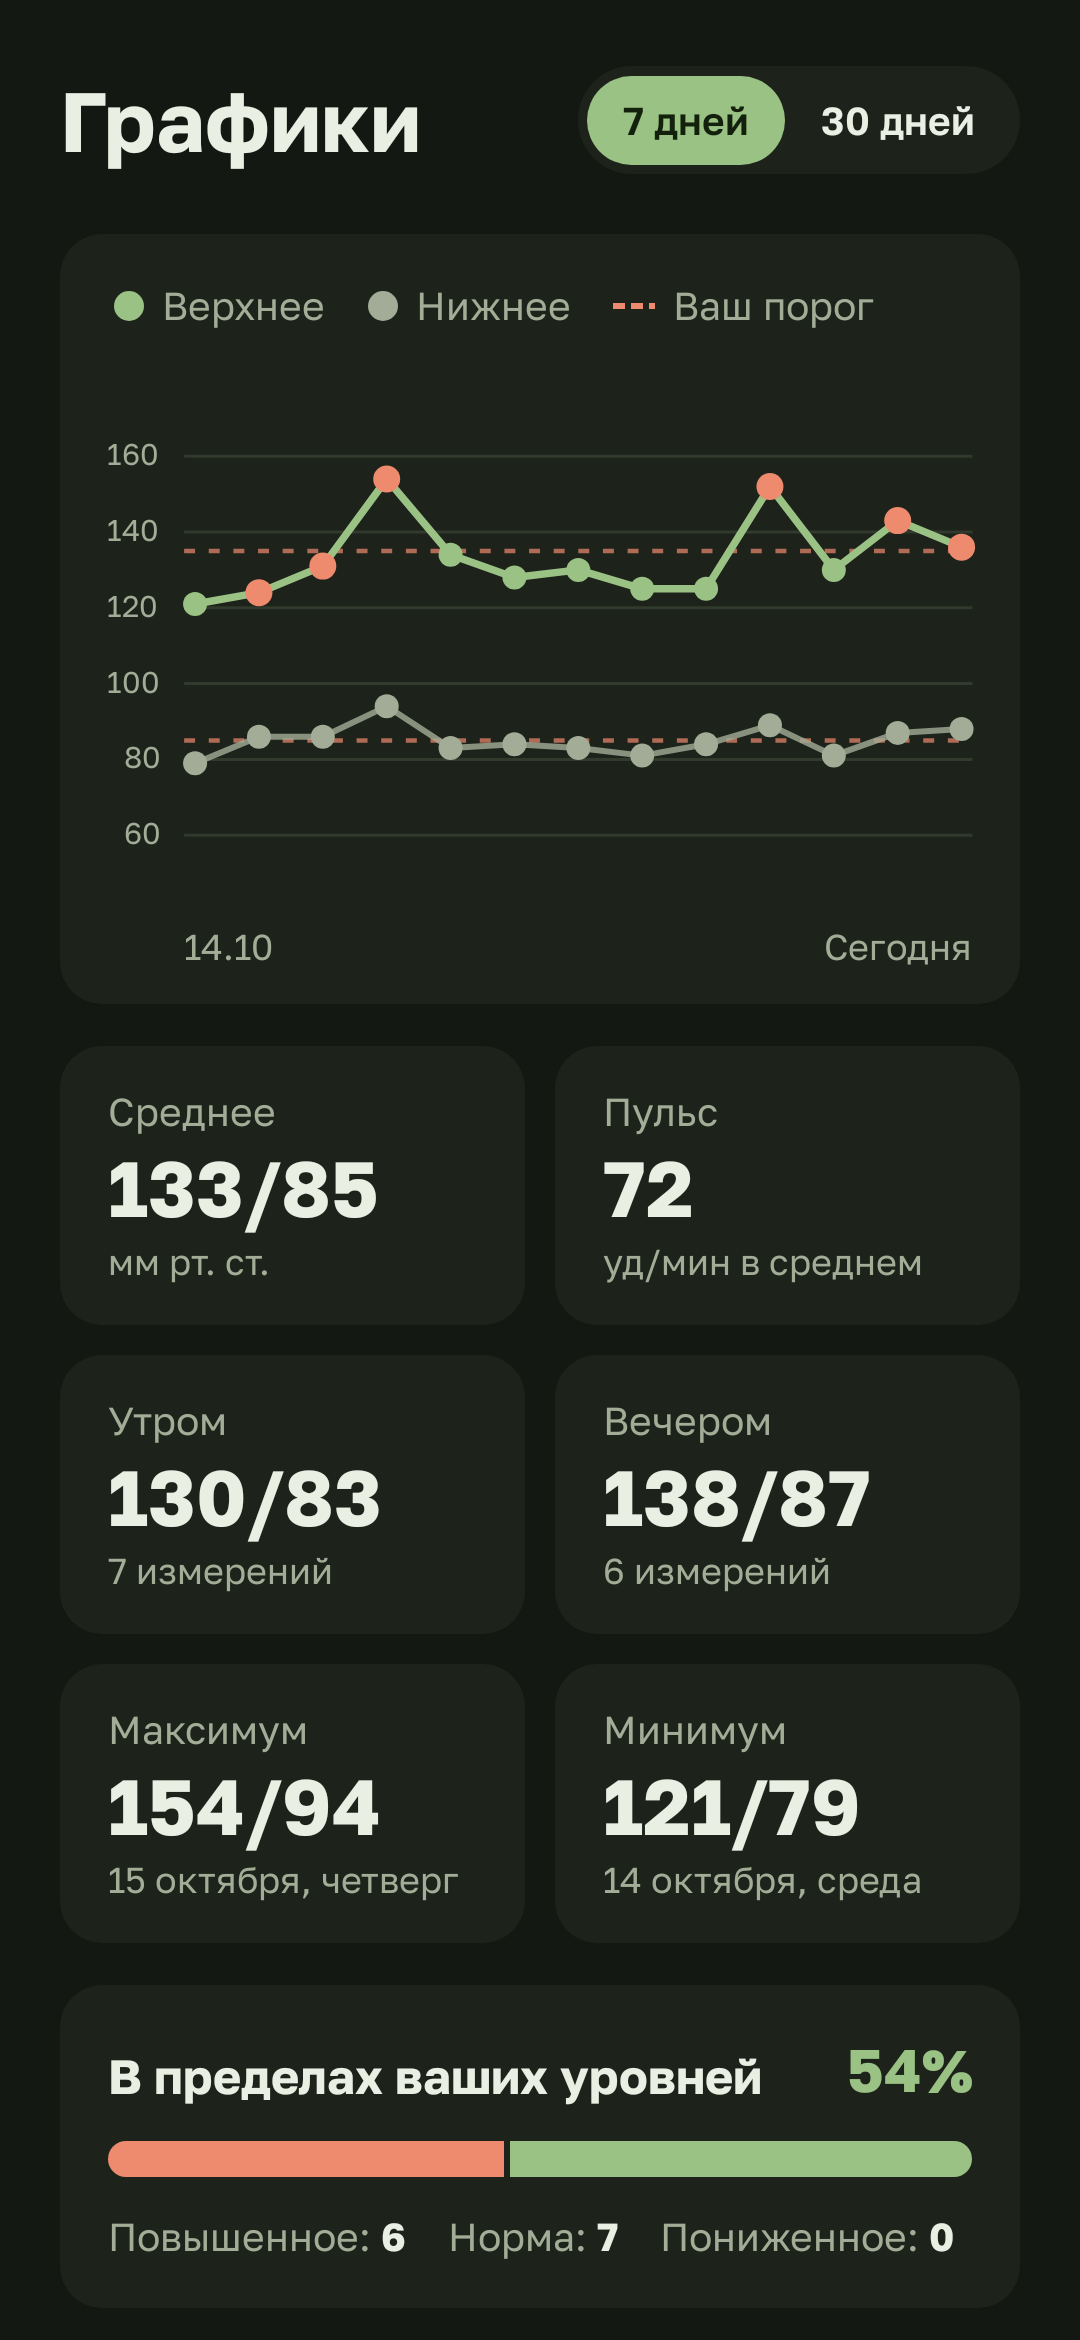 Графики
7 дней 30 дней
Верхнее Нижнее Ваш порог
160
140
120
100
80
60
14.10 Сегодня
Среднее
133/85
мм рт. ст.
Пульс
72
уд/мин в среднем
Утром
130/83
7 измерений
Вечером
138/87
6 измерений
Максимум
154/94
15 октября, четверг
Минимум
121/79
14 октября, среда
В пределах ваших уровней 54%
Повышенное: 6 Норма: 7 Пониженное: 0